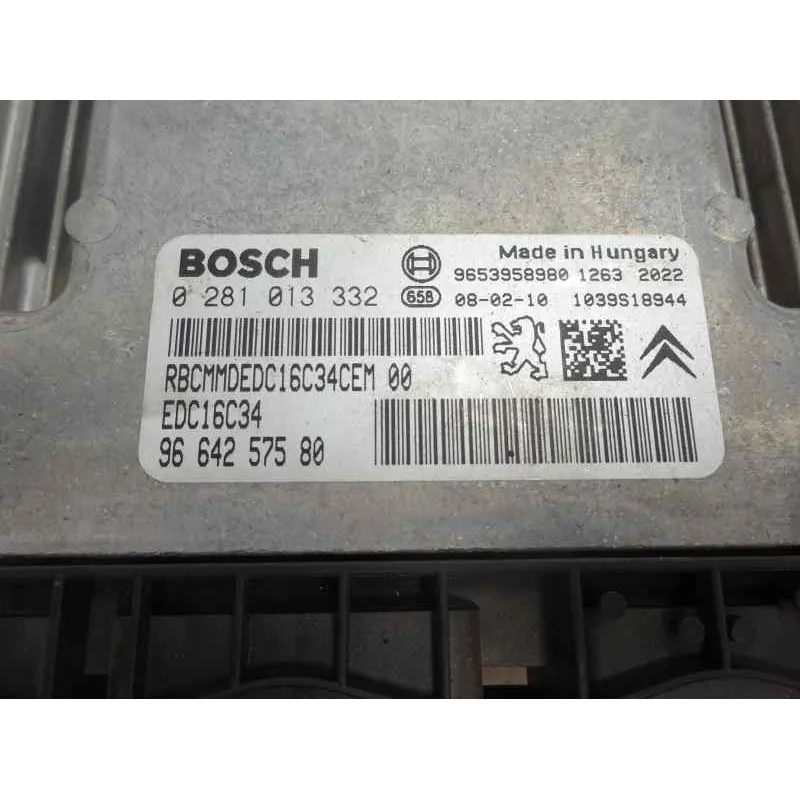 BOSCH
Made in Hungary
9653958980 1263 2022
0 281 013 332 658 08-02-10 1039S18944
RBCMMDEDC16C34CEM 00
EDC16C34
96 642 575 80